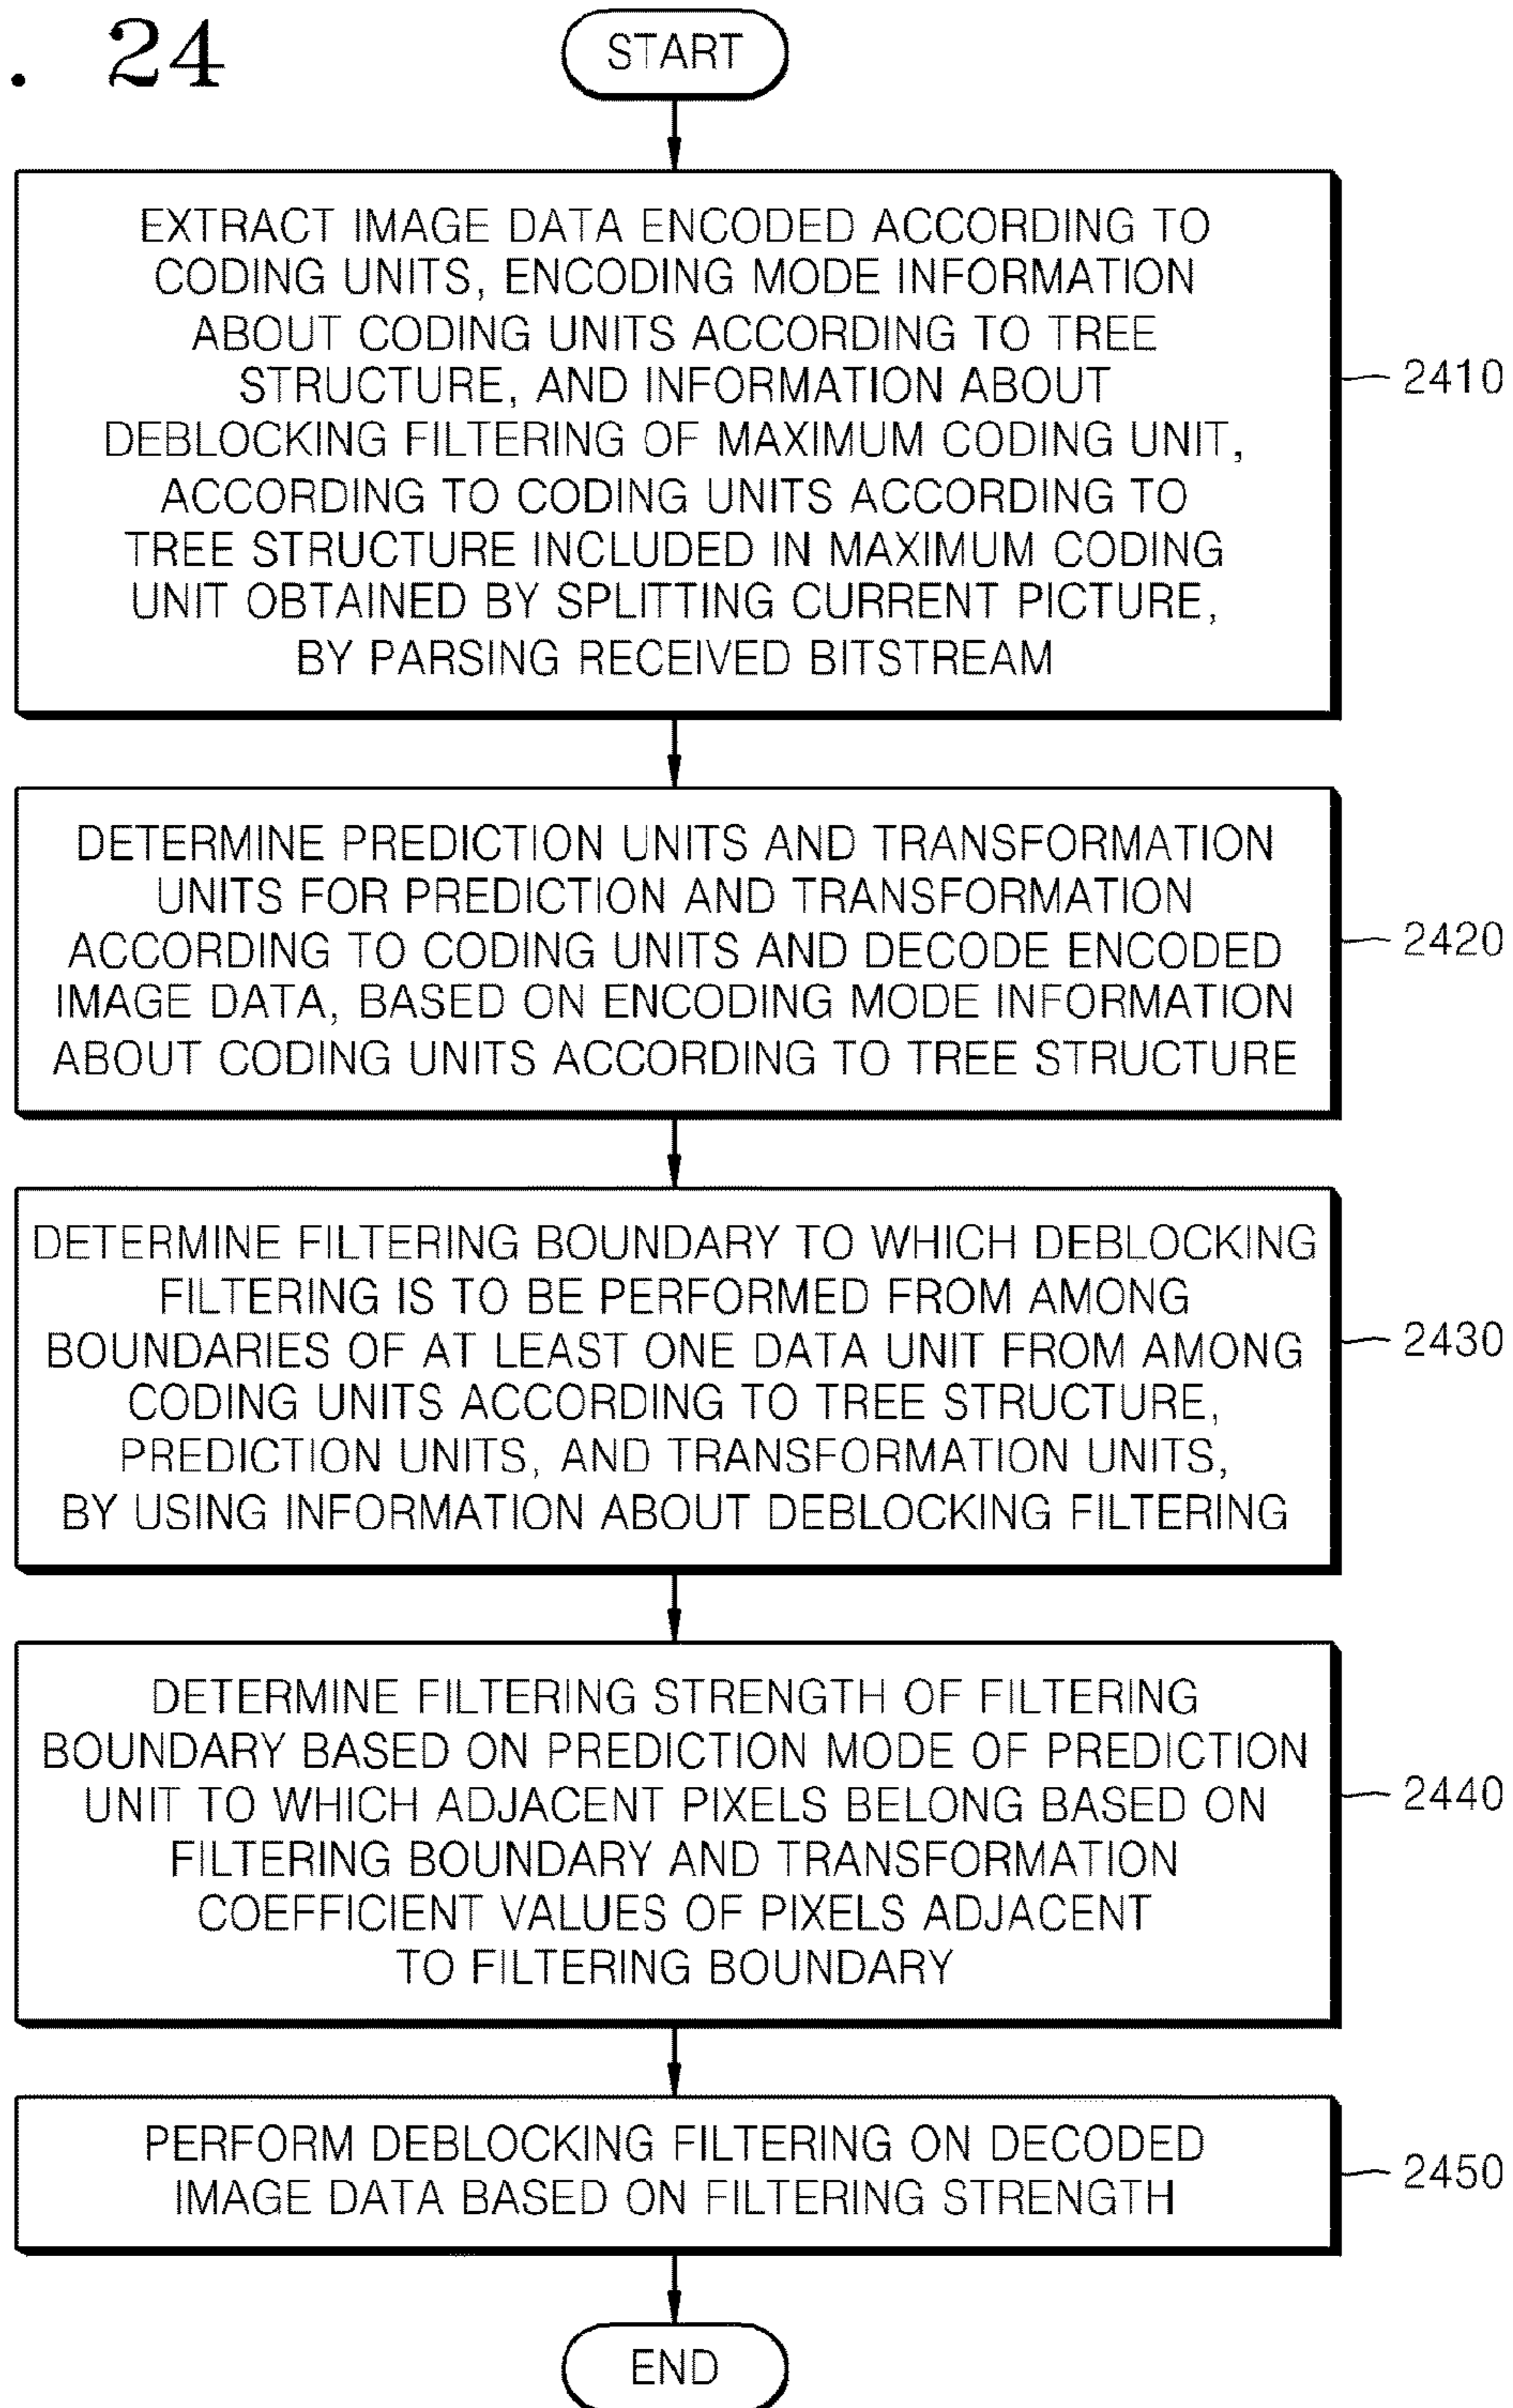 . 24
START
EXTRACT IMAGE DATA ENCODED ACCORDING TO
CODING UNITS, ENCODING MODE INFORMATION
ABOUT CODING UNITS ACCORDING TO TREE
STRUCTURE, AND INFORMATION ABOUT
DEBLOCKING FILTERING OF MAXIMUM CODING UNIT,
ACCORDING TO CODING UNITS ACCORDING TO
TREE STRUCTURE INCLUDED IN MAXIMUM CODING
UNIT OBTAINED BY SPLITTING CURRENT PICTURE,
BY PARSING RECEIVED BITSTREAM
2410
DETERMINE PREDICTION UNITS AND TRANSFORMATION
UNITS FOR PREDICTION AND TRANSFORMATION
ACCORDING TO CODING UNITS AND DECODE ENCODED
IMAGE DATA, BASED ON ENCODING MODE INFORMATION
ABOUT CODING UNITS ACCORDING TO TREE STRUCTURE
2420
DETERMINE FILTERING BOUNDARY TO WHICH DEBLOCKING
FILTERING IS TO BE PERFORMED FROM AMONG
BOUNDARIES OF AT LEAST ONE DATA UNIT FROM AMONG
CODING UNITS ACCORDING TO TREE STRUCTURE,
PREDICTION UNITS, AND TRANSFORMATION UNITS,
BY USING INFORMATION ABOUT DEBLOCKING FILTERING
2430
DETERMINE FILTERING STRENGTH OF FILTERING
BOUNDARY BASED ON PREDICTION MODE OF PREDICTION
UNIT TO WHICH ADJACENT PIXELS BELONG BASED ON
FILTERING BOUNDARY AND TRANSFORMATION
COEFFICIENT VALUES OF PIXELS ADJACENT
TO FILTERING BOUNDARY
2440
PERFORM DEBLOCKING FILTERING ON DECODED
IMAGE DATA BASED ON FILTERING STRENGTH
2450
END